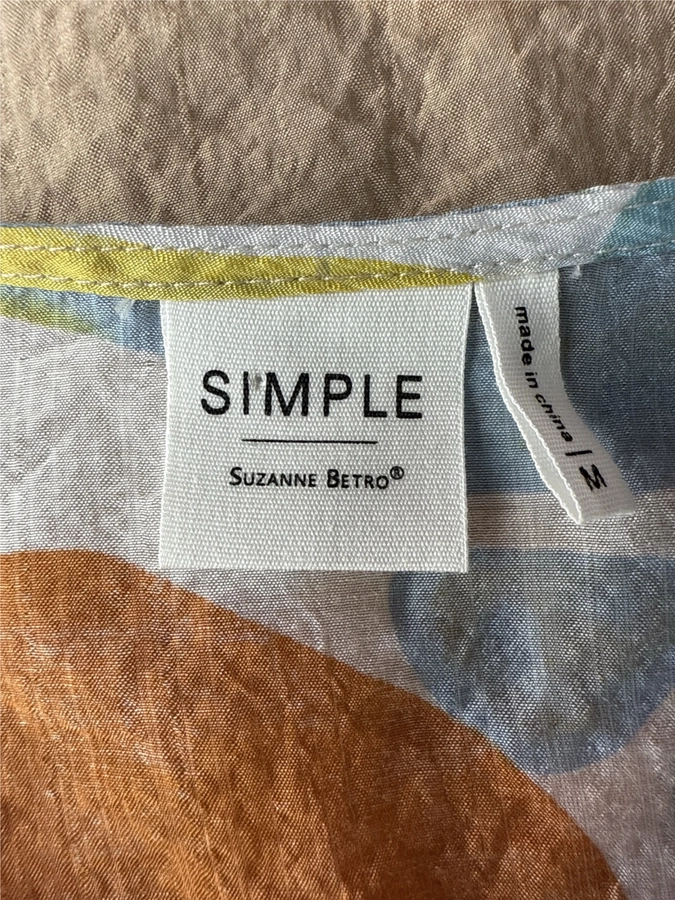 SIMPLE
SUZANNE BETRO®
made in china | M